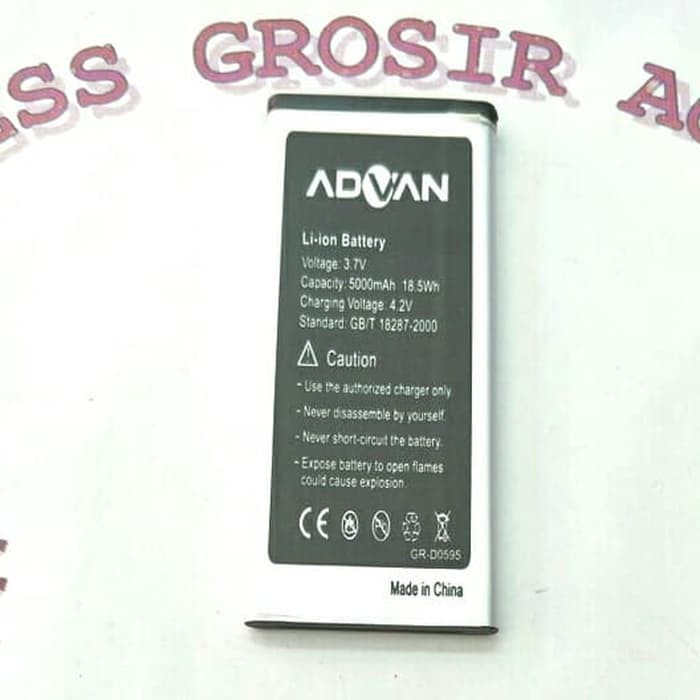 ESS GROSIR Ac
ADVAN
Li-ion Battery
Voltage: 3.7V
Capacity: 5000mAh 18.5Wh
Charging Voltage: 4.2V
Standard: GB/T 18287-2000
Caution
- Use the authorized charger only.
- Never disassemble by yourself.
- Never short-circuit the battery.
- Expose battery to open flames
could cause explosion.
CE
GR-D0595
Made in China